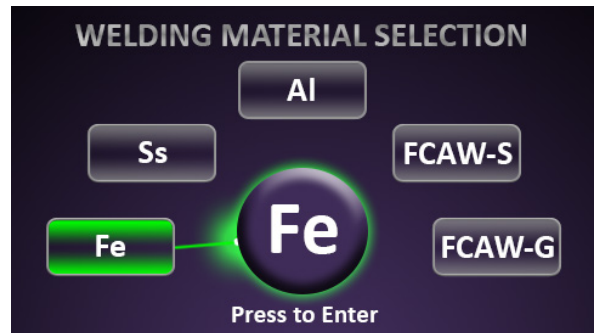 WELDING MATERIAL SELECTION
Al
Ss
FCAW-S
Fe
Fe
FCAW-G
Press to Enter